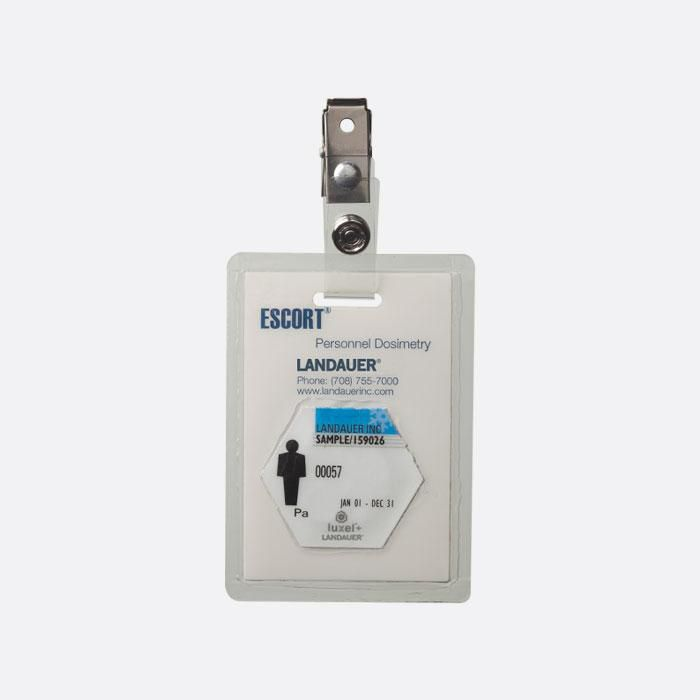 ESCORT®
Personnel Dosimetry
LANDAUER®
Phone: (708) 755-7000
www.landauerinc.com
LANDAUER INC
SAMPLE/159026
00057
JAN 01 - DEC 31
Pa
luxel+
LANDAUER®